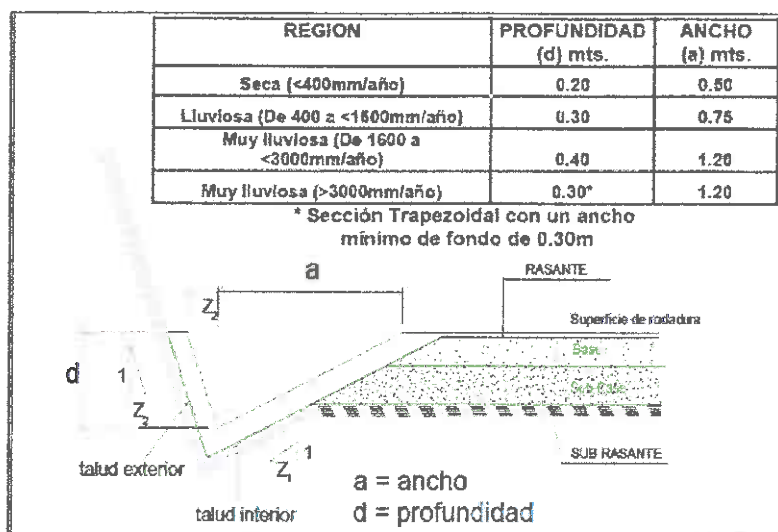 REGION PROFUNDIDAD (d) mts. ANCHO (a) mts.
Seca (<400mm/año) 0.20 0.50
Lluviosa (De 400 a <1600mm/año) 0.30 0.75
Muy lluviosa (De 1600 a <3000mm/año) 0.40 1.20
Muy lluviosa (>3000mm/año) 0.30* 1.20
* Sección Trapezoidal con un ancho
mínimo de fondo de 0.30m
a
RASANTE
Z2
Superficie de rodadura
Base
d
1
Sub Base
Z2
talud exterior
Z1
1
SUB RASANTE
a = ancho
talud interior
d = profundidad